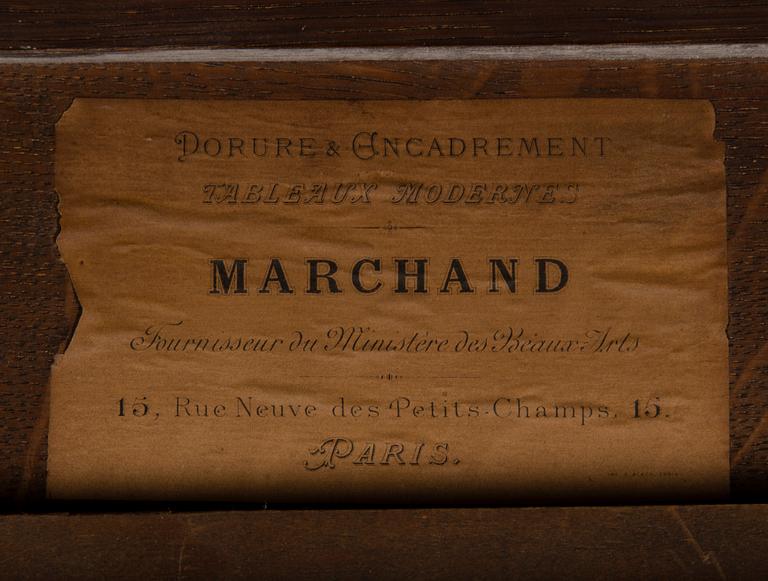 DORURE & ENCADREMENT
TABLEAUX MODERNES
MARCHAND
Fournisseur du Ministère des Beaux-Arts
15, Rue Neuve des Petits-Champs, 15.
PARIS.